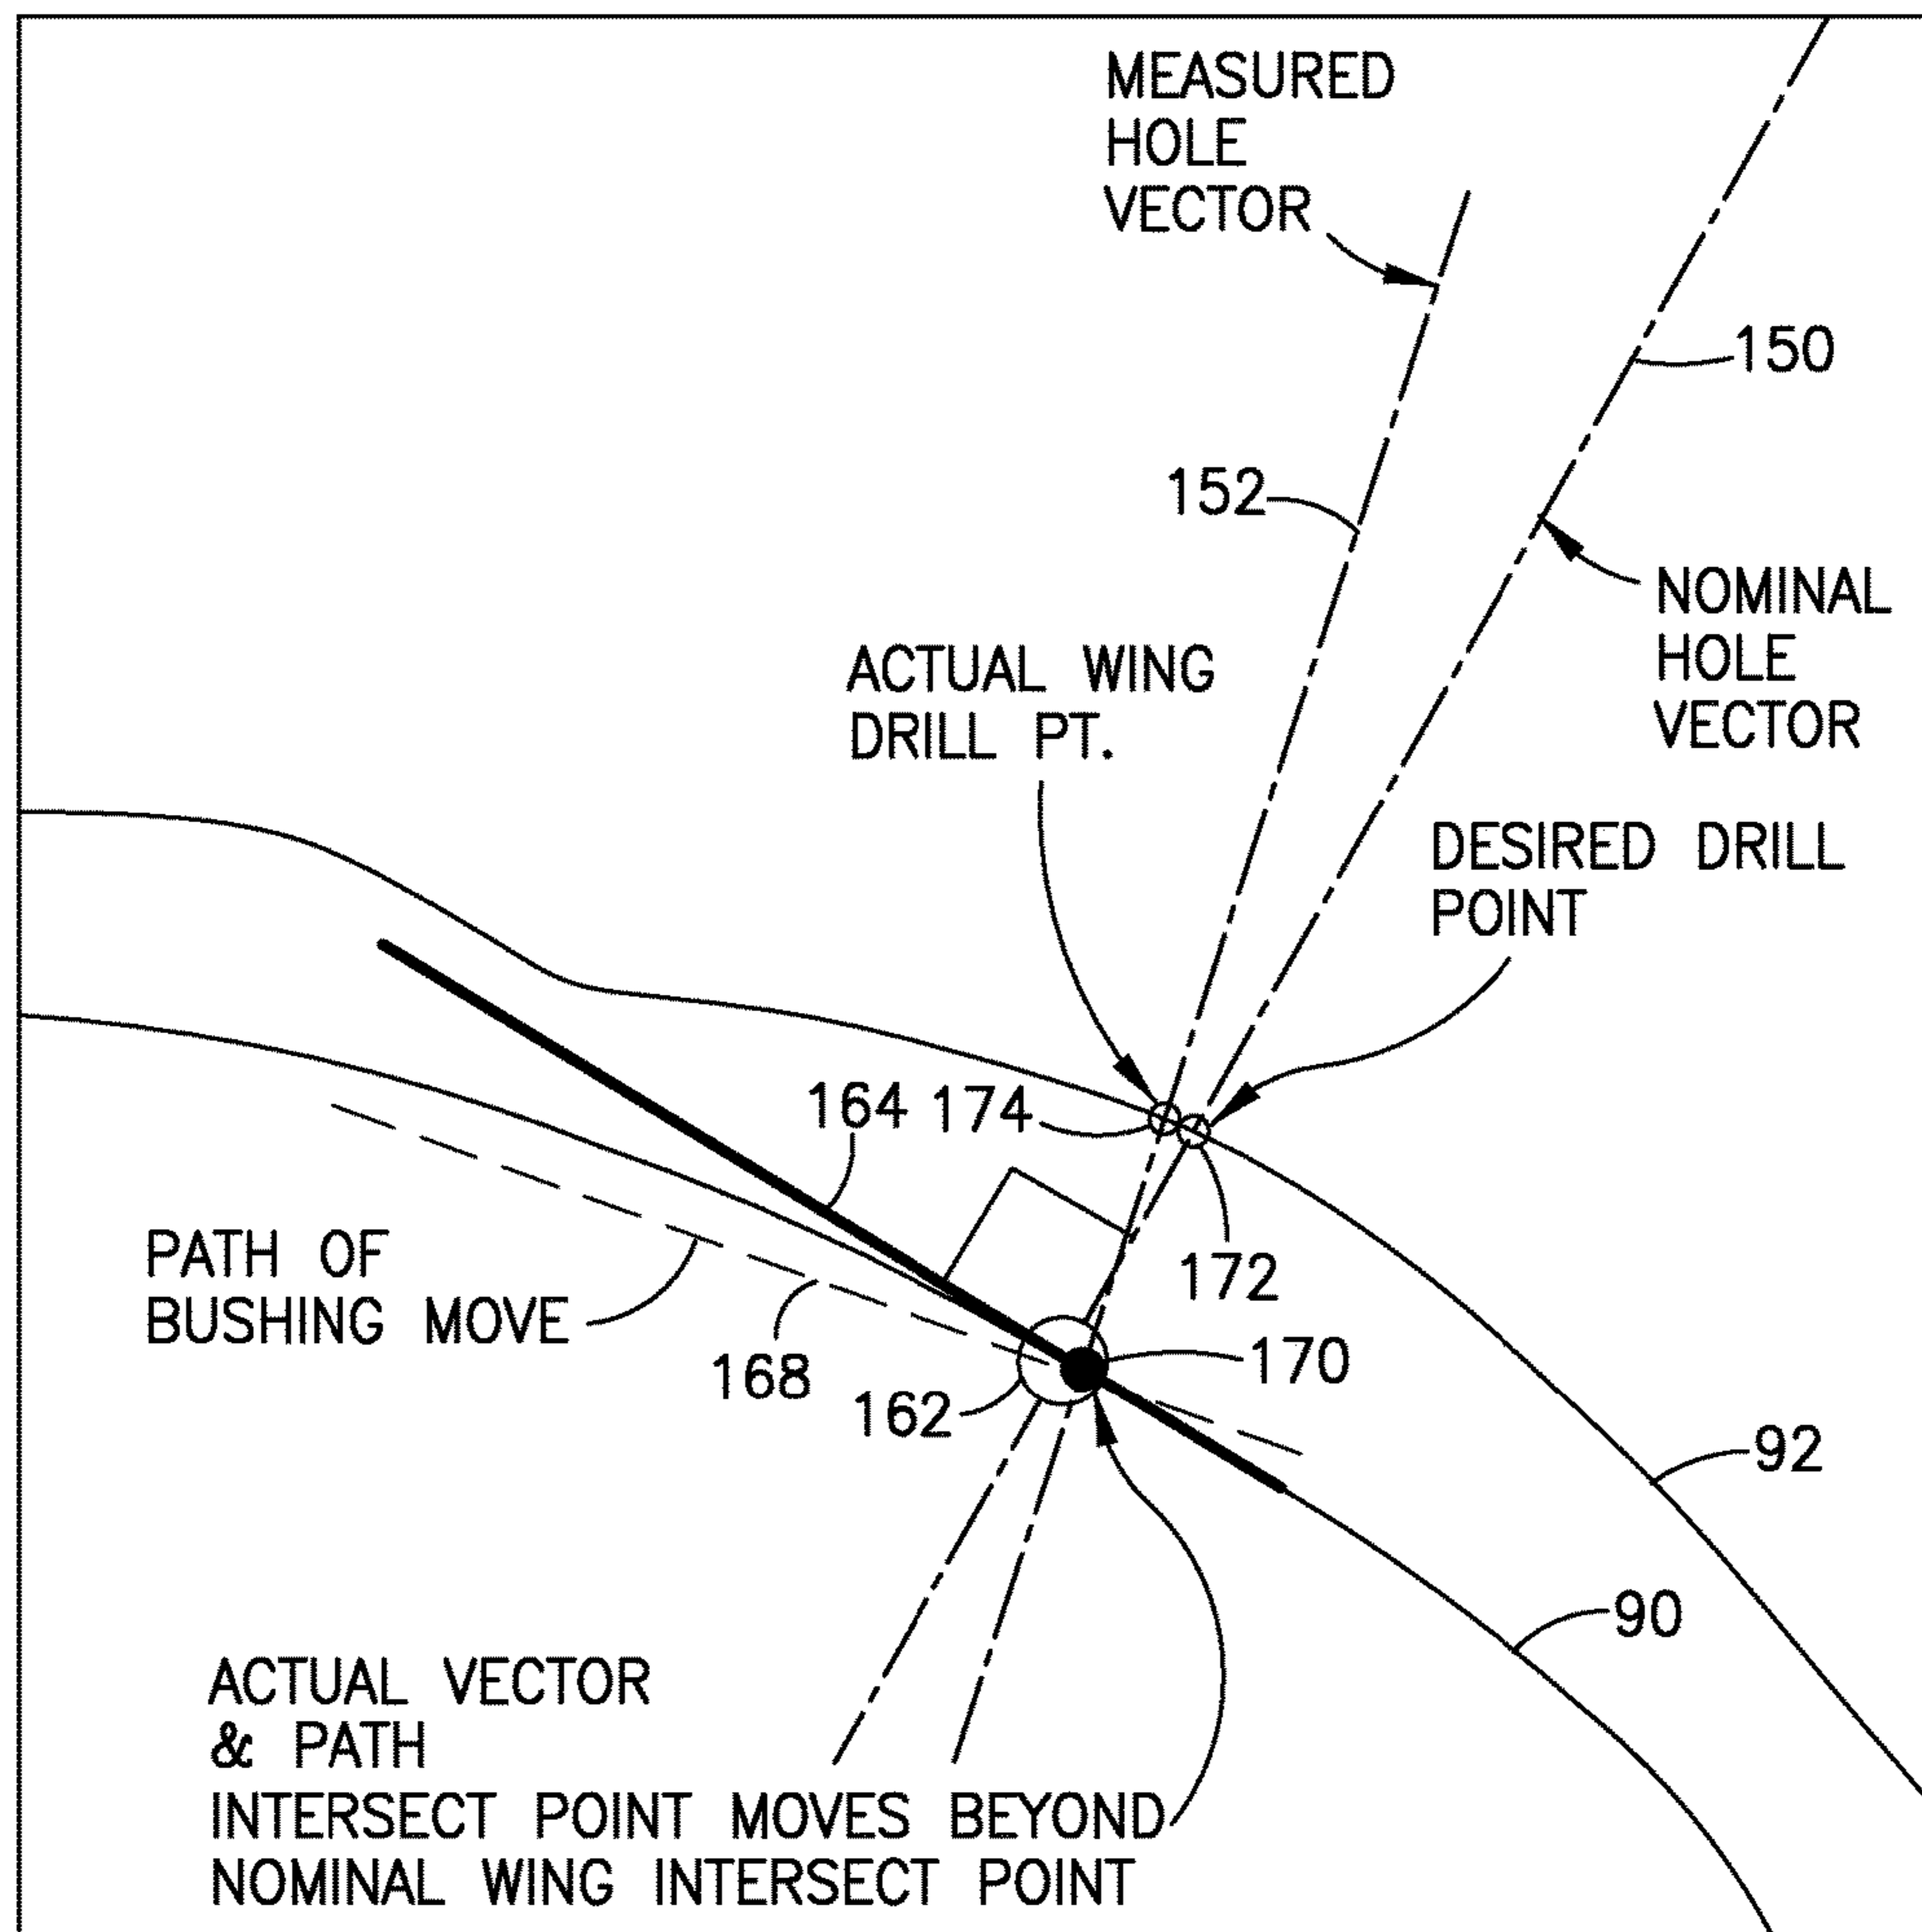 MEASURED
HOLE
VECTOR
150
152
NOMINAL
HOLE
VECTOR
ACTUAL WING
DRILL PT.
DESIRED DRILL
POINT
164
174
172
PATH OF
BUSHING MOVE
168
162
170
92
90
ACTUAL VECTOR
& PATH
INTERSECT POINT MOVES BEYOND
NOMINAL WING INTERSECT POINT